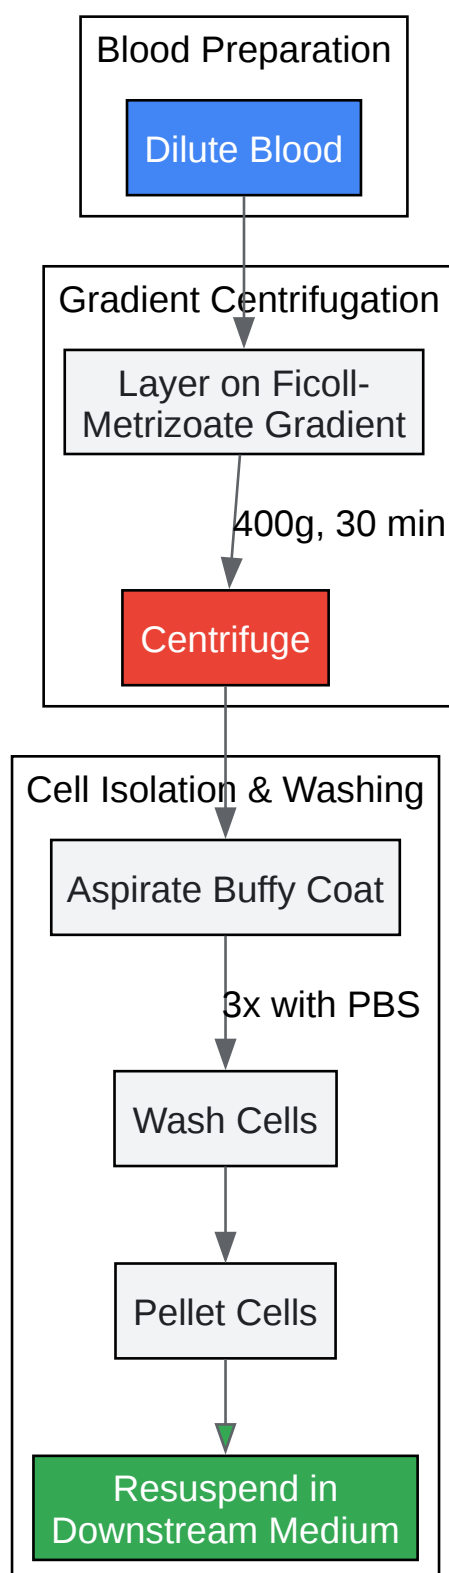 Blood Preparation
Dilute Blood
Gradient Centrifugation
Layer on Ficoll-
Metrizoate Gradient
400g, 30 min
Centrifuge
Cell Isolation & Washing
Aspirate Buffy Coat
3x with PBS
Wash Cells
Pellet Cells
Resuspend in
Downstream Medium